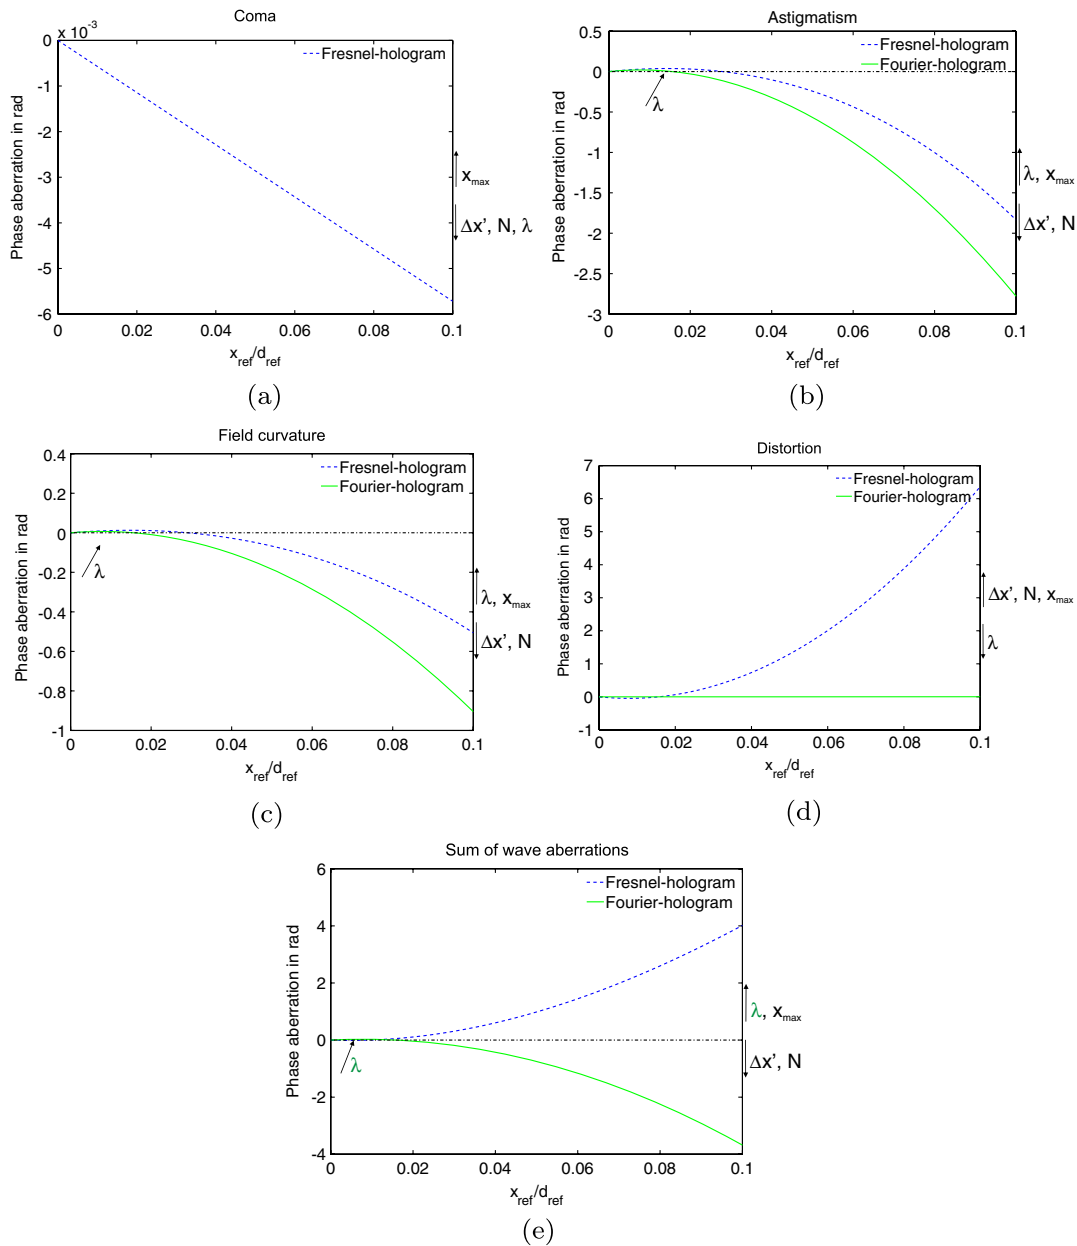 Coma
x 10⁻³
Fresnel-hologram
0
-1
-2
-3
-4
-5
-6
Phase aberration in rad
0 0.02 0.04 0.06 0.08 0.1
x_ref/d_ref
x_max
Δx', N, λ
(a)
Astigmatism
Fresnel-hologram
Fourier-hologram
0.5
0
-0.5
-1
-1.5
-2
-2.5
-3
Phase aberration in rad
λ
0 0.02 0.04 0.06 0.08 0.1
x_ref/d_ref
λ, x_max
Δx', N
(b)
Field curvature
Fresnel-hologram
Fourier-hologram
0.4
0.2
0
-0.2
-0.4
-0.6
-0.8
-1
Phase aberration in rad
λ
0 0.02 0.04 0.06 0.08 0.1
x_ref/d_ref
λ, x_max
Δx', N
(c)
Distortion
Fresnel-hologram
Fourier-hologram
7
6
5
4
3
2
1
0
-1
Phase aberration in rad
0 0.02 0.04 0.06 0.08 0.1
x_ref/d_ref
Δx', N, x_max
λ
(d)
Sum of wave aberrations
Fresnel-hologram
Fourier-hologram
6
4
2
0
-2
-4
Phase aberration in rad
λ
0 0.02 0.04 0.06 0.08 0.1
x_ref/d_ref
λ, x_max
Δx', N
(e)